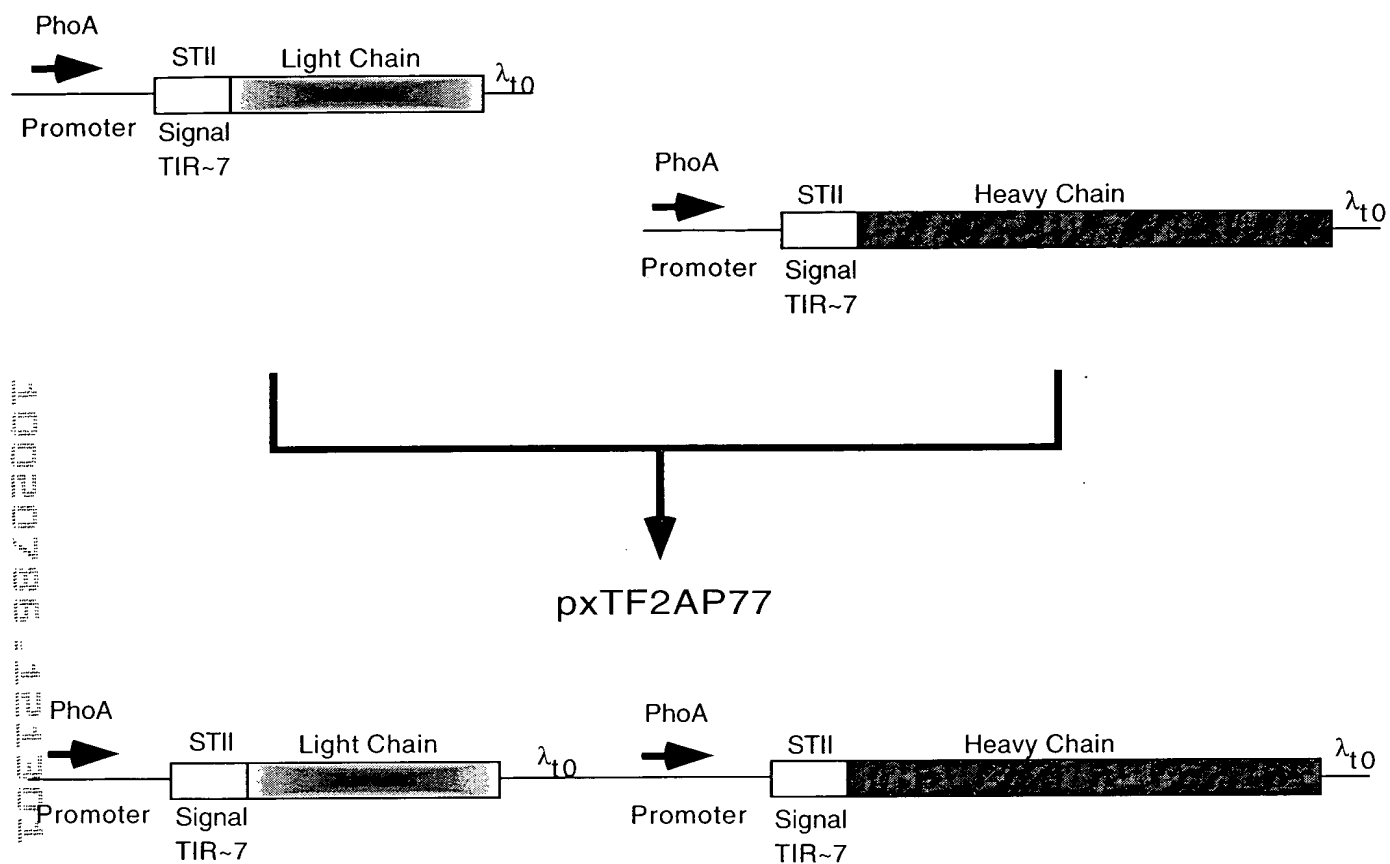 PhoA
STII
Light Chain
λt0
Promoter
Signal
TIR~7
PhoA
STII
Heavy Chain
λt0
Promoter
Signal
TIR~7
pxTF2AP77
PhoA
STII
Light Chain
λt0
PhoA
STII
Heavy Chain
λt0
Promoter
Signal
TIR~7
Promoter
Signal
TIR~7